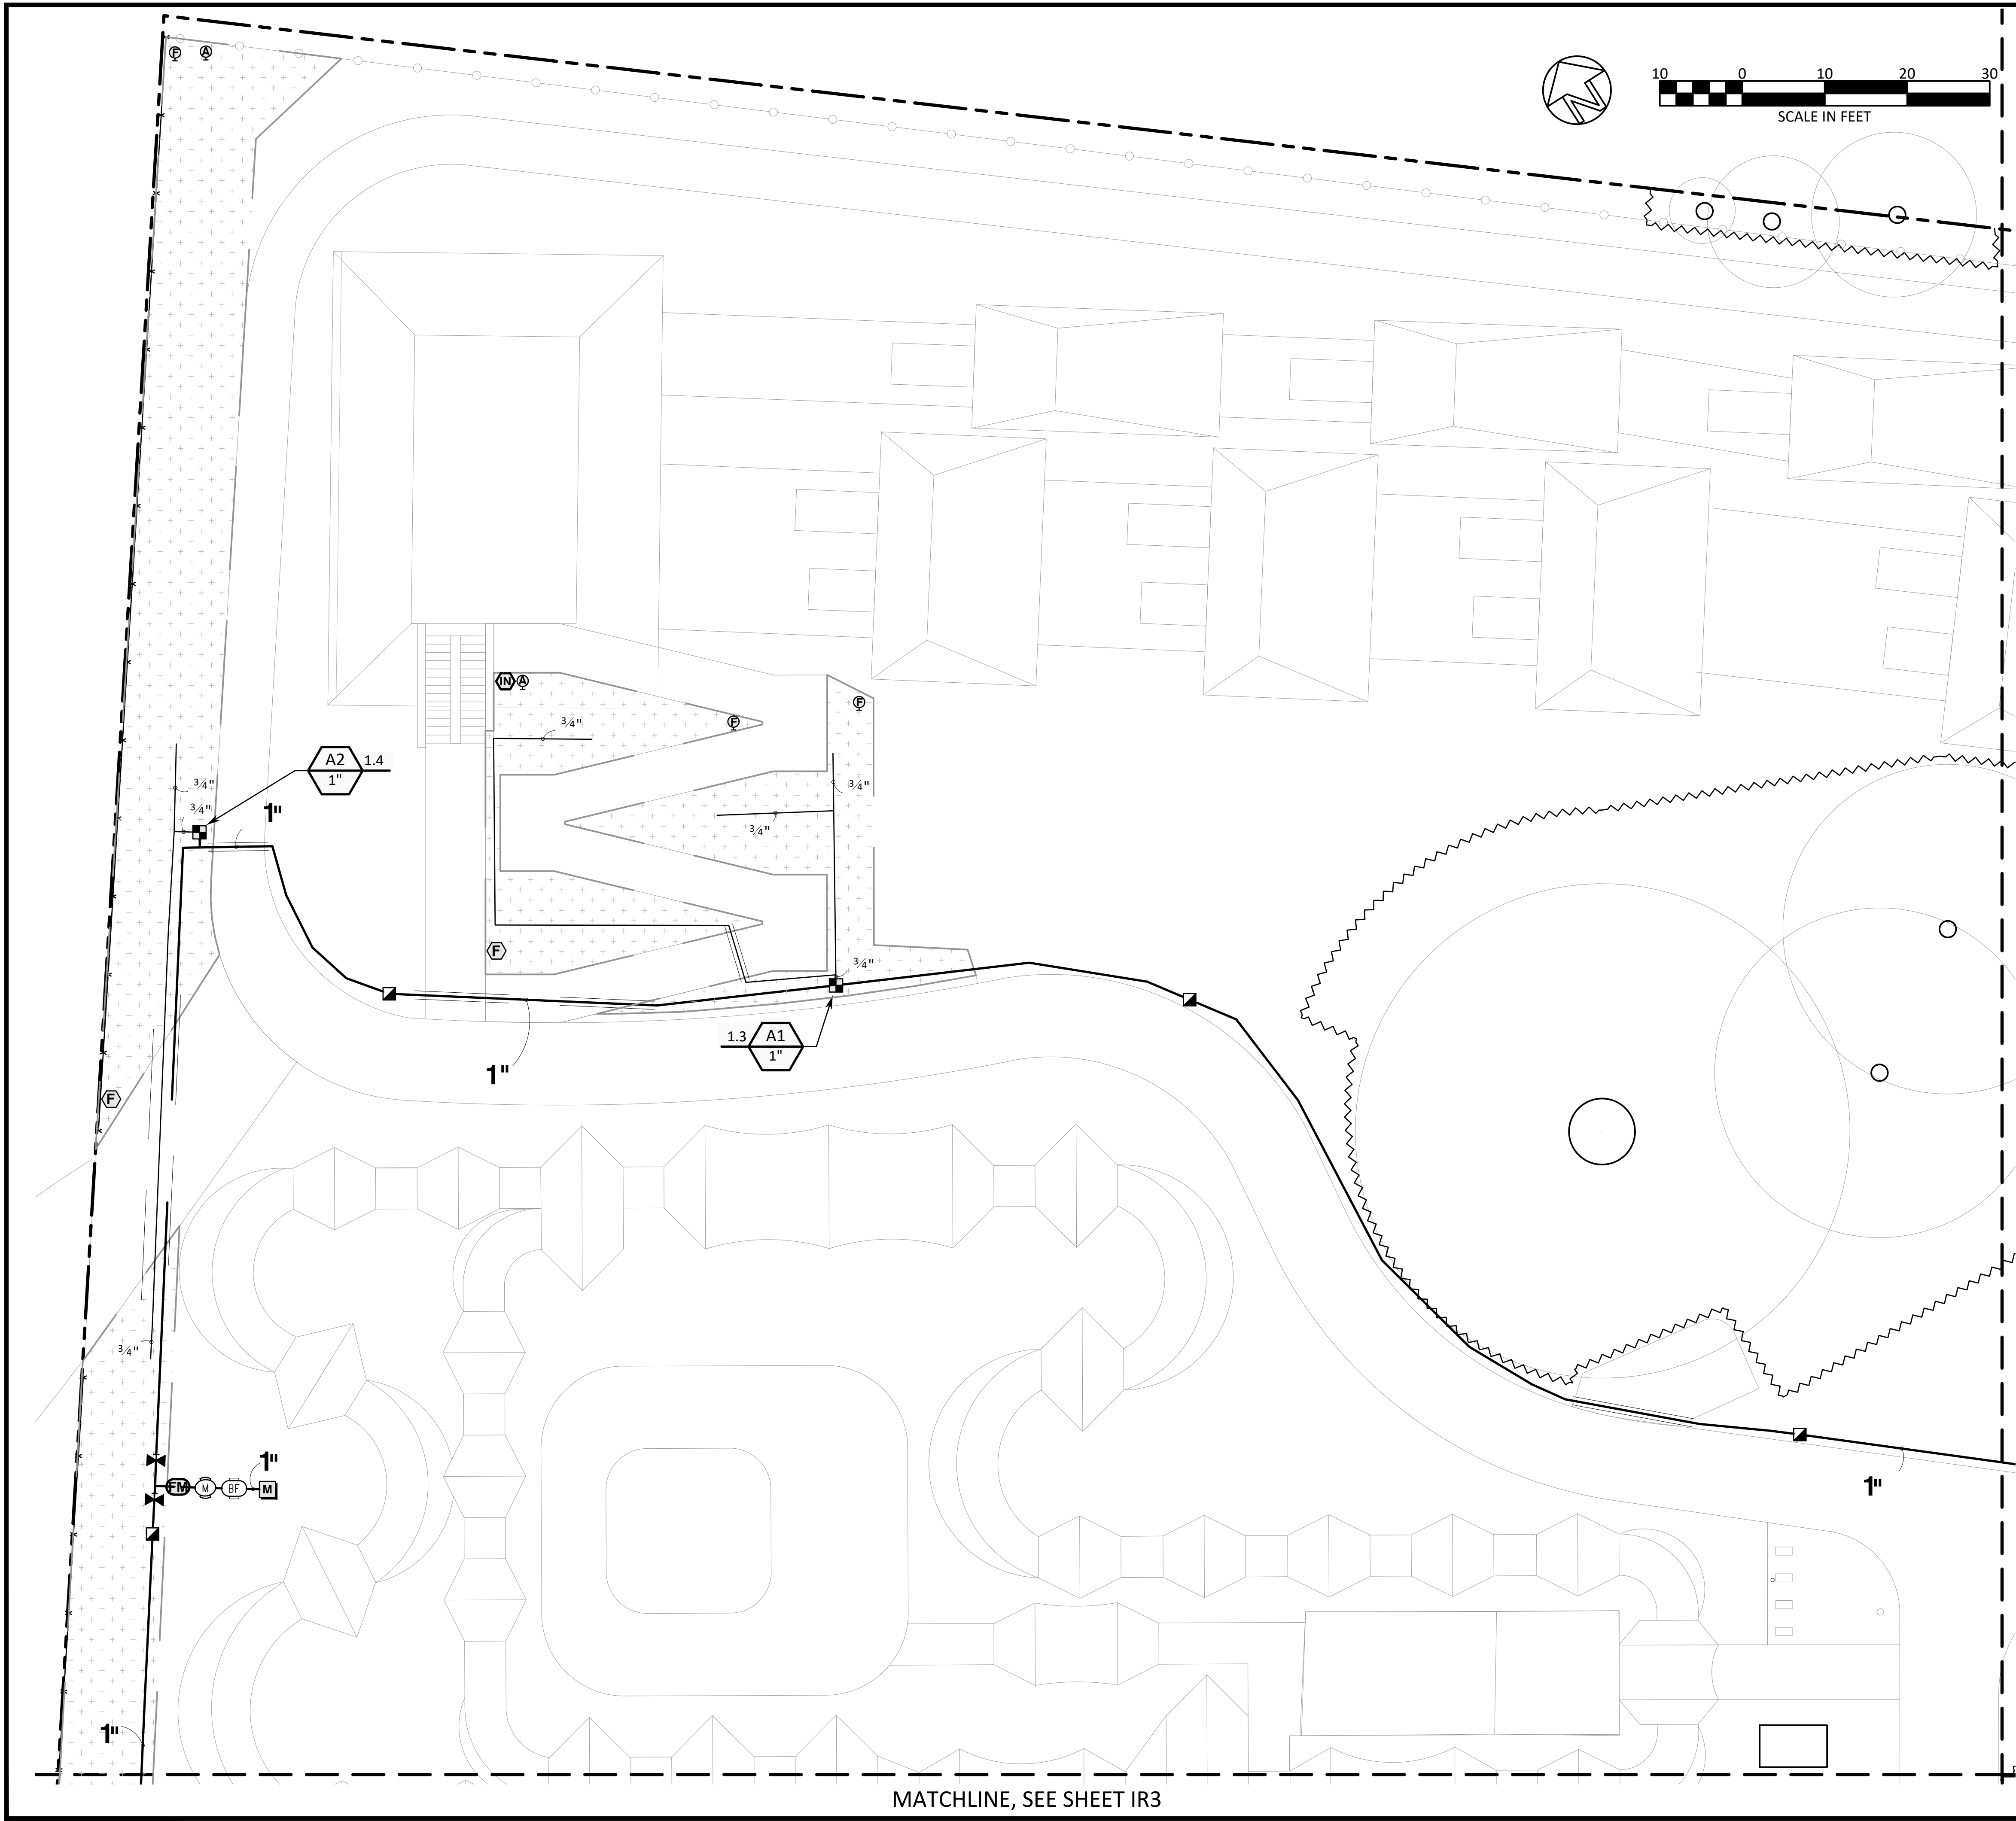 F A
10 0 10 20 30
SCALE IN FEET
N
IN A
F
F
3/4"
A2 1.4
1"
3/4"
3/4"
3/4"
1"
3/4"
F
3/4"
1.3 A1
1"
1"
F
3/4"
1"
FM M BF M
1"
1"
MATCHLINE, SEE SHEET IR3